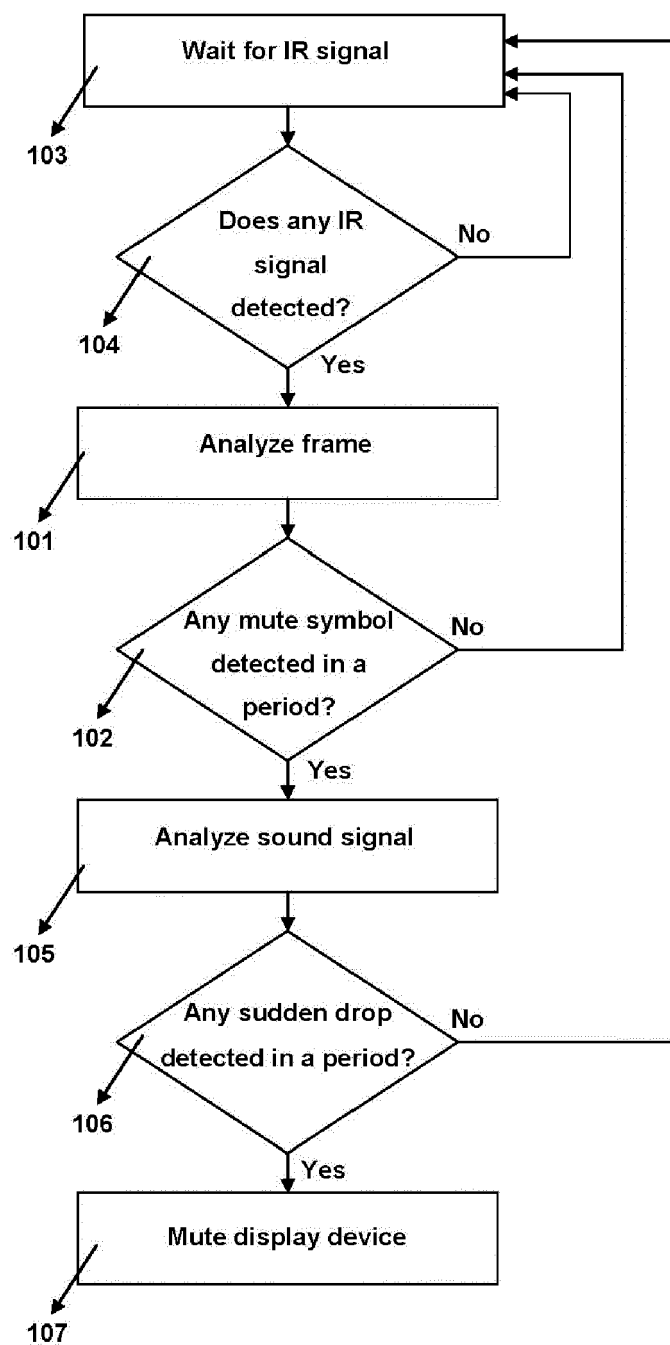 Wait for IR signal
103
Does any IR
signal
detected?
No
104
Yes
Analyze frame
101
Any mute symbol
detected in a
period?
No
102
Yes
Analyze sound signal
105
Any sudden drop
detected in a period?
No
106
Yes
Mute display device
107